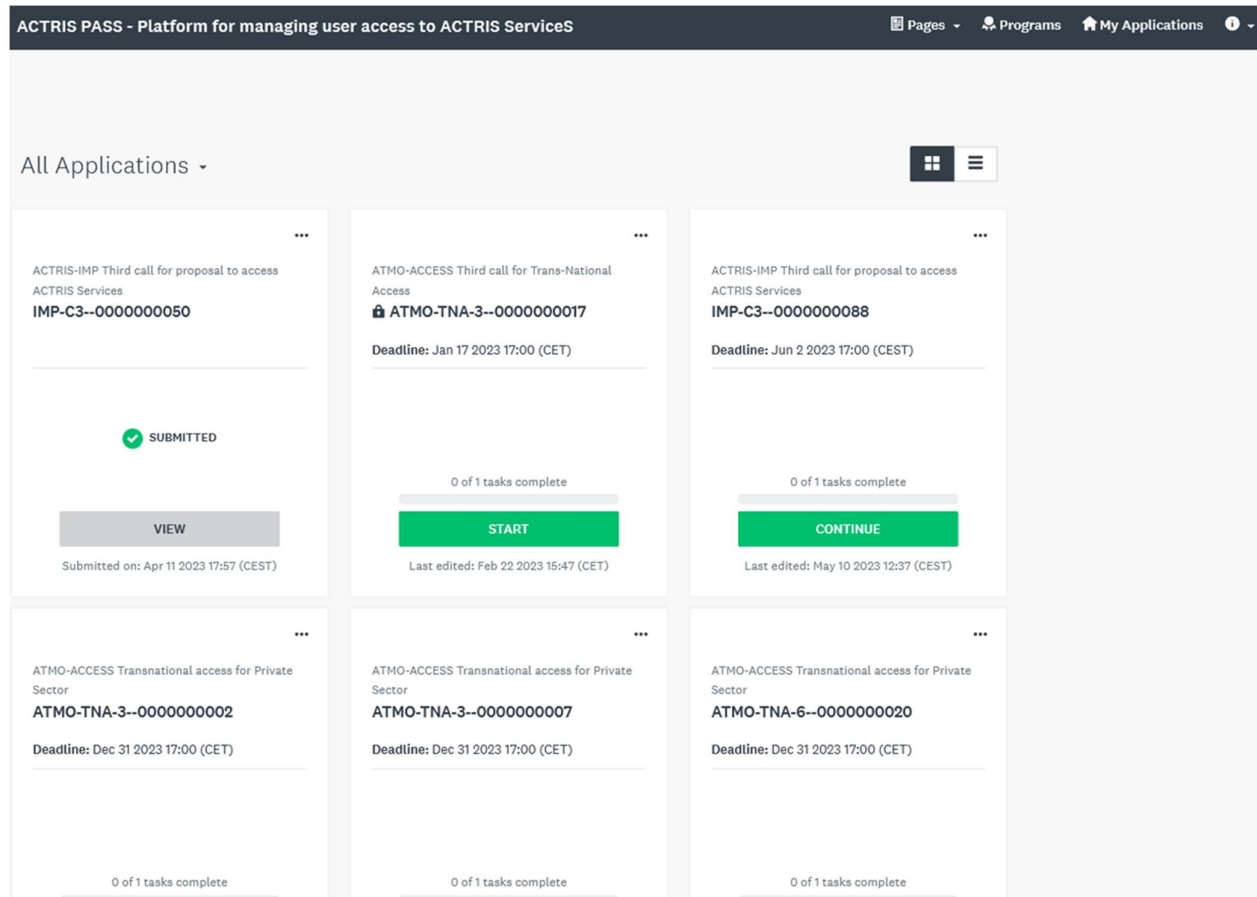 ACTRIS PASS - Platform for managing user access to ACTRIS ServiceS
Pages
Programs
My Applications
All Applications
ACTRIS-IMP Third call for proposal to access
ACTRIS Services
IMP-C3--0000000050
SUBMITTED
VIEW
Submitted on: Apr 11 2023 17:57 (CEST)
ATMO-ACCESS Third call for Trans-National
Access
ATMO-TNA-3--0000000017
Deadline: Jan 17 2023 17:00 (CET)
0 of 1 tasks complete
START
Last edited: Feb 22 2023 15:47 (CET)
ACTRIS-IMP Third call for proposal to access
ACTRIS Services
IMP-C3--0000000088
Deadline: Jun 2 2023 17:00 (CEST)
0 of 1 tasks complete
CONTINUE
Last edited: May 10 2023 12:37 (CEST)
ATMO-ACCESS Transnational access for Private
Sector
ATMO-TNA-3--0000000002
Deadline: Dec 31 2023 17:00 (CET)
0 of 1 tasks complete
ATMO-ACCESS Transnational access for Private
Sector
ATMO-TNA-3--0000000007
Deadline: Dec 31 2023 17:00 (CET)
0 of 1 tasks complete
ATMO-ACCESS Transnational access for Private
Sector
ATMO-TNA-6--0000000020
Deadline: Dec 31 2023 17:00 (CET)
0 of 1 tasks complete